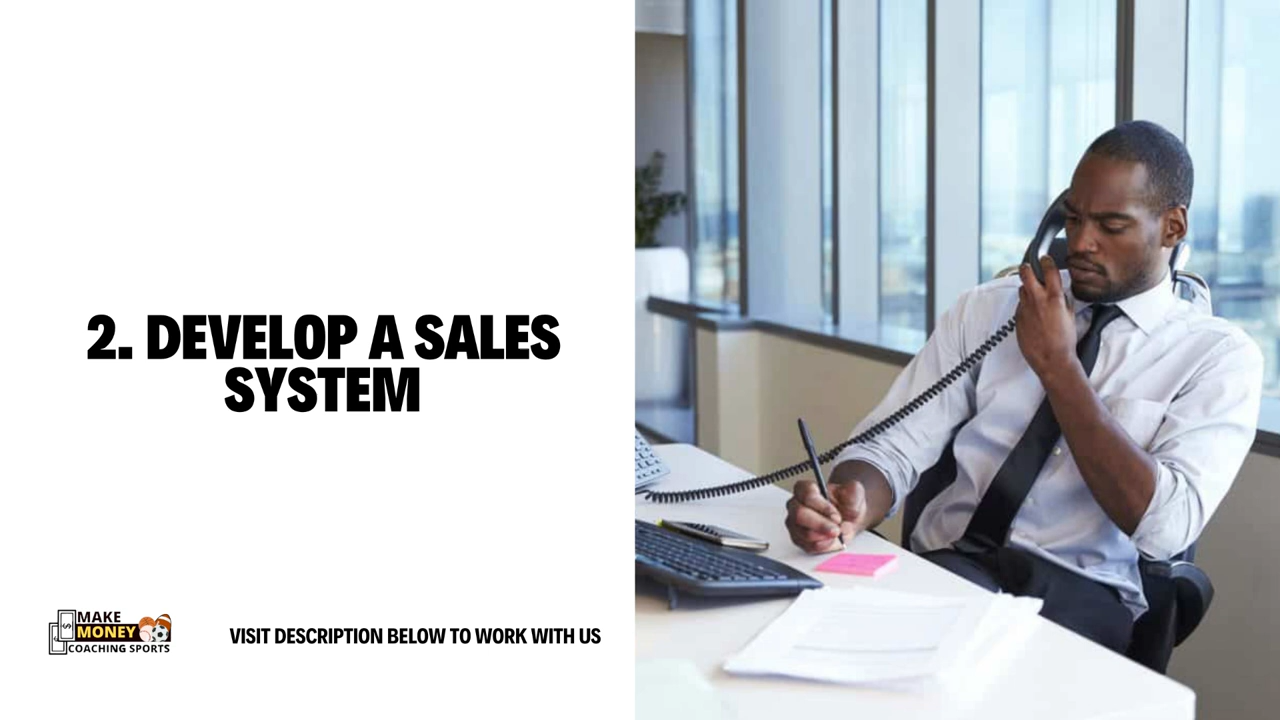 2. DEVELOP A SALES
SYSTEM
MAKE
MONEY
COACHING SPORTS
VISIT DESCRIPTION BELOW TO WORK WITH US